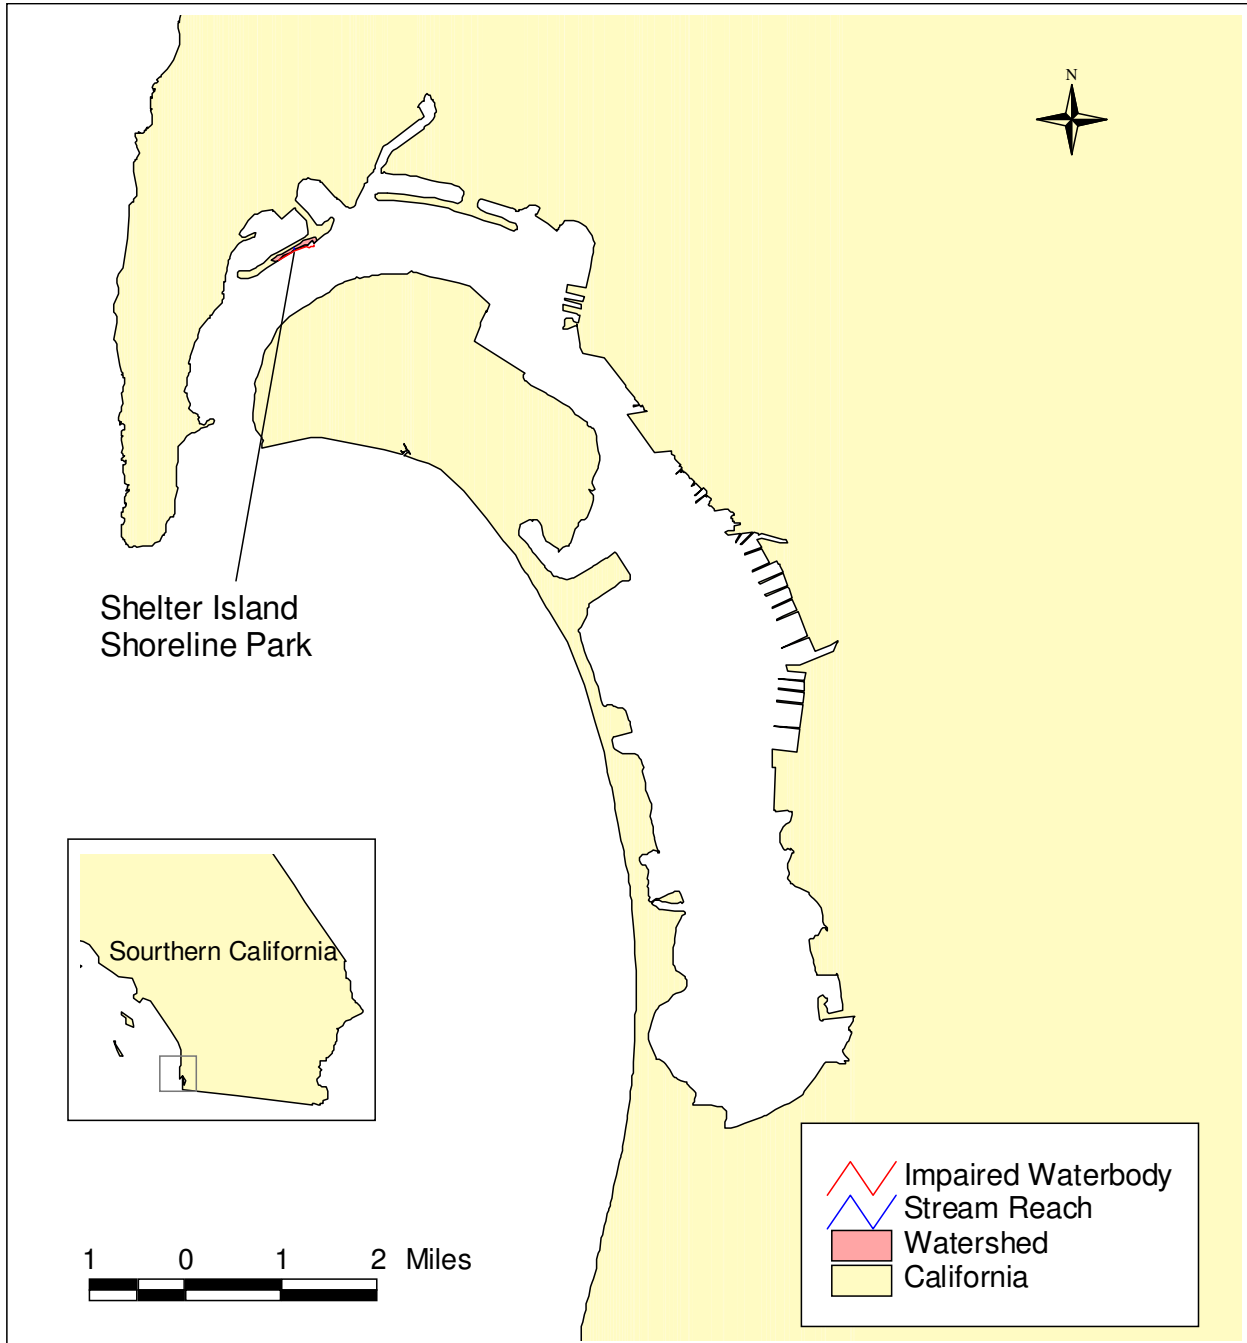 N
Shelter Island
Shoreline Park
Sourthern California
1 0 1 2 Miles
Impaired Waterbody
Stream Reach
Watershed
California